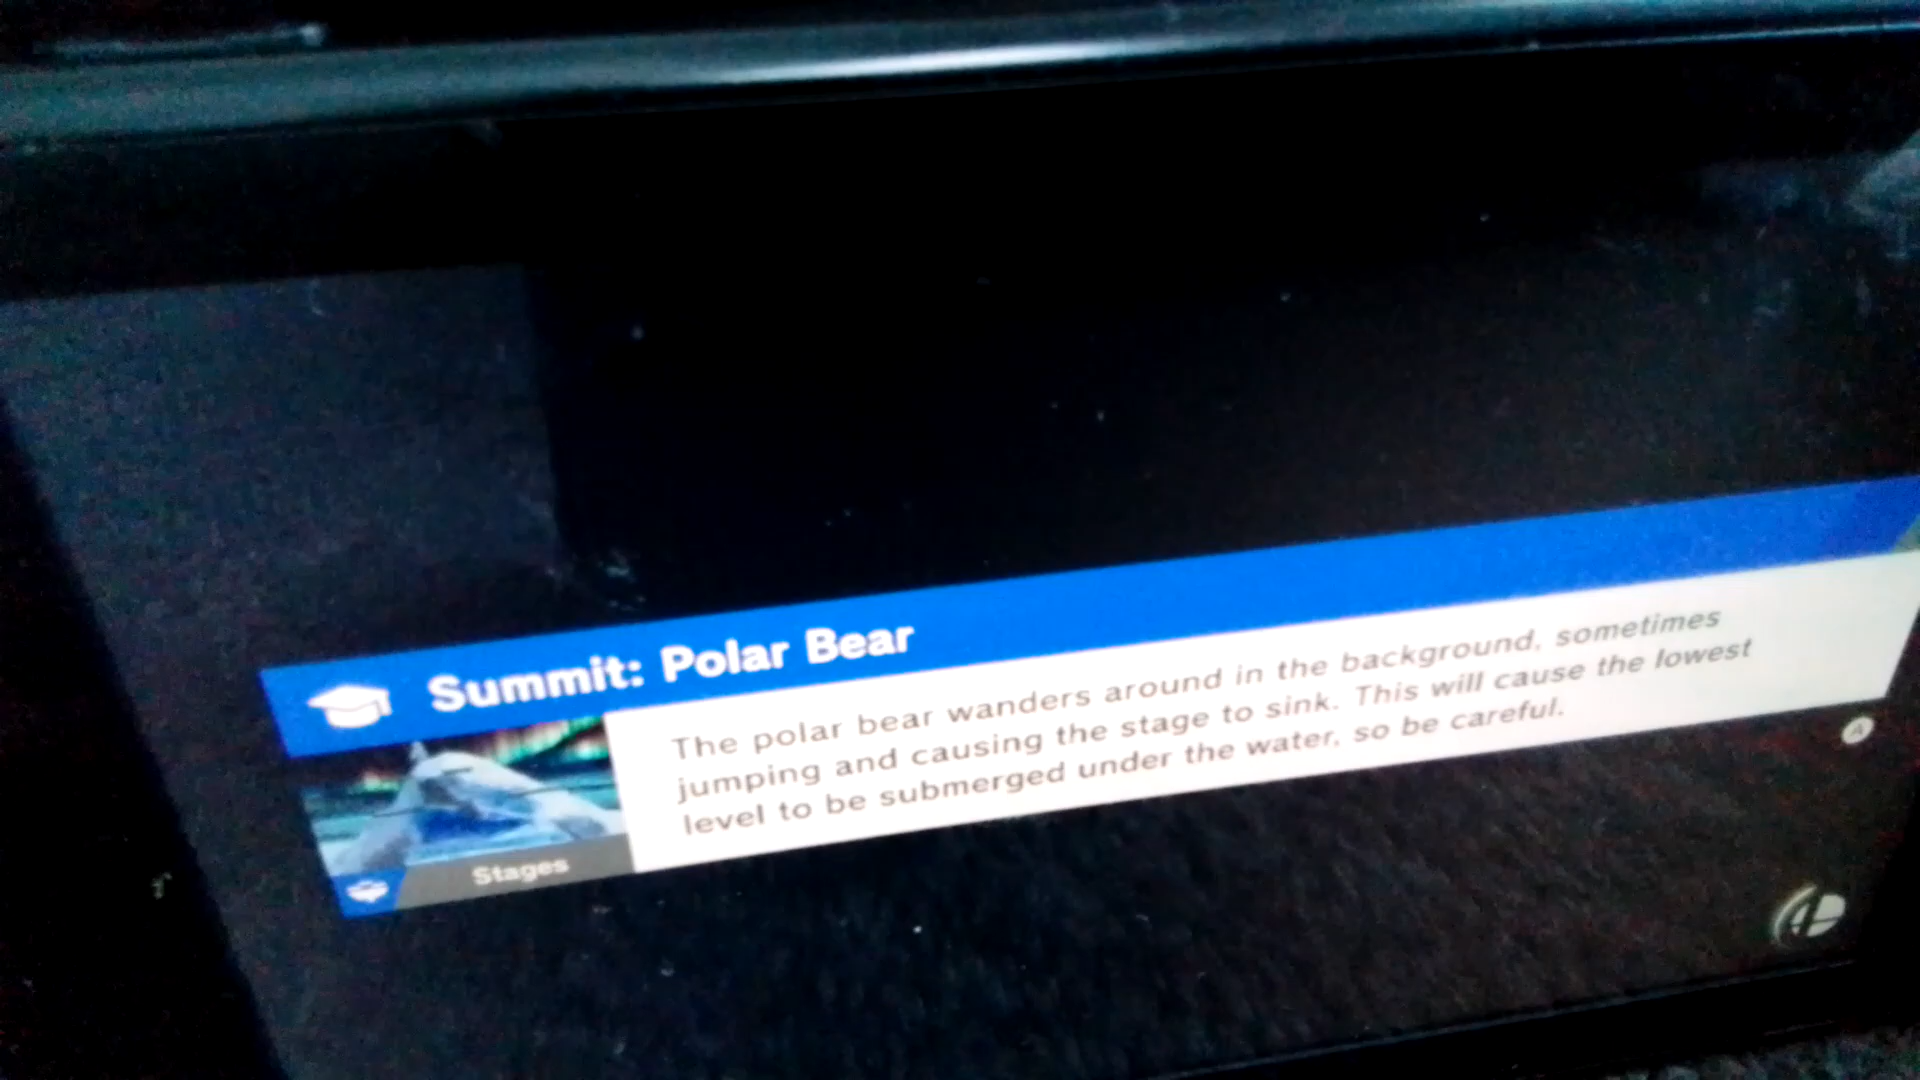 Summit: Polar Bear
The polar bear wanders around in the background, sometimes
jumping and causing the stage to sink. This will cause the lowest
level to be submerged under the water, so be careful.
Stages
A